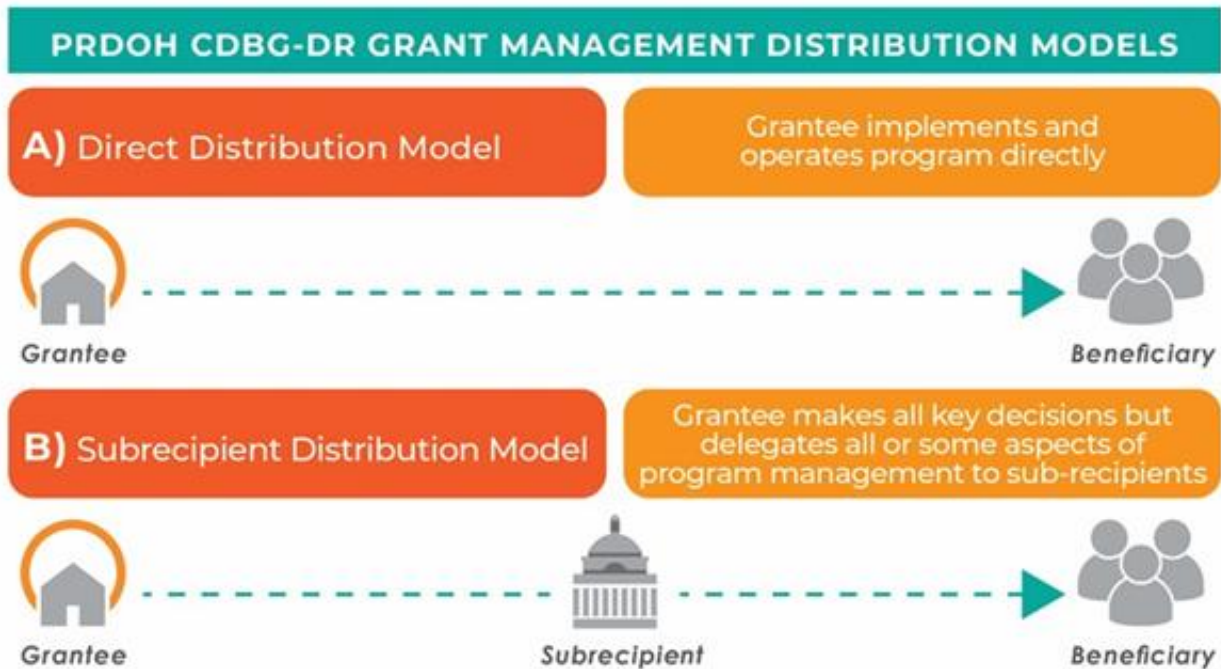 PRDOH CDBG-DR GRANT MANAGEMENT DISTRIBUTION MODELS
A) Direct Distribution Model
Grantee implements and
operates program directly
Grantee
Beneficiary
B) Subrecipient Distribution Model
Grantee makes all key decisions but
delegates all or some aspects of
program management to sub-recipients
Grantee
Subrecipient
Beneficiary